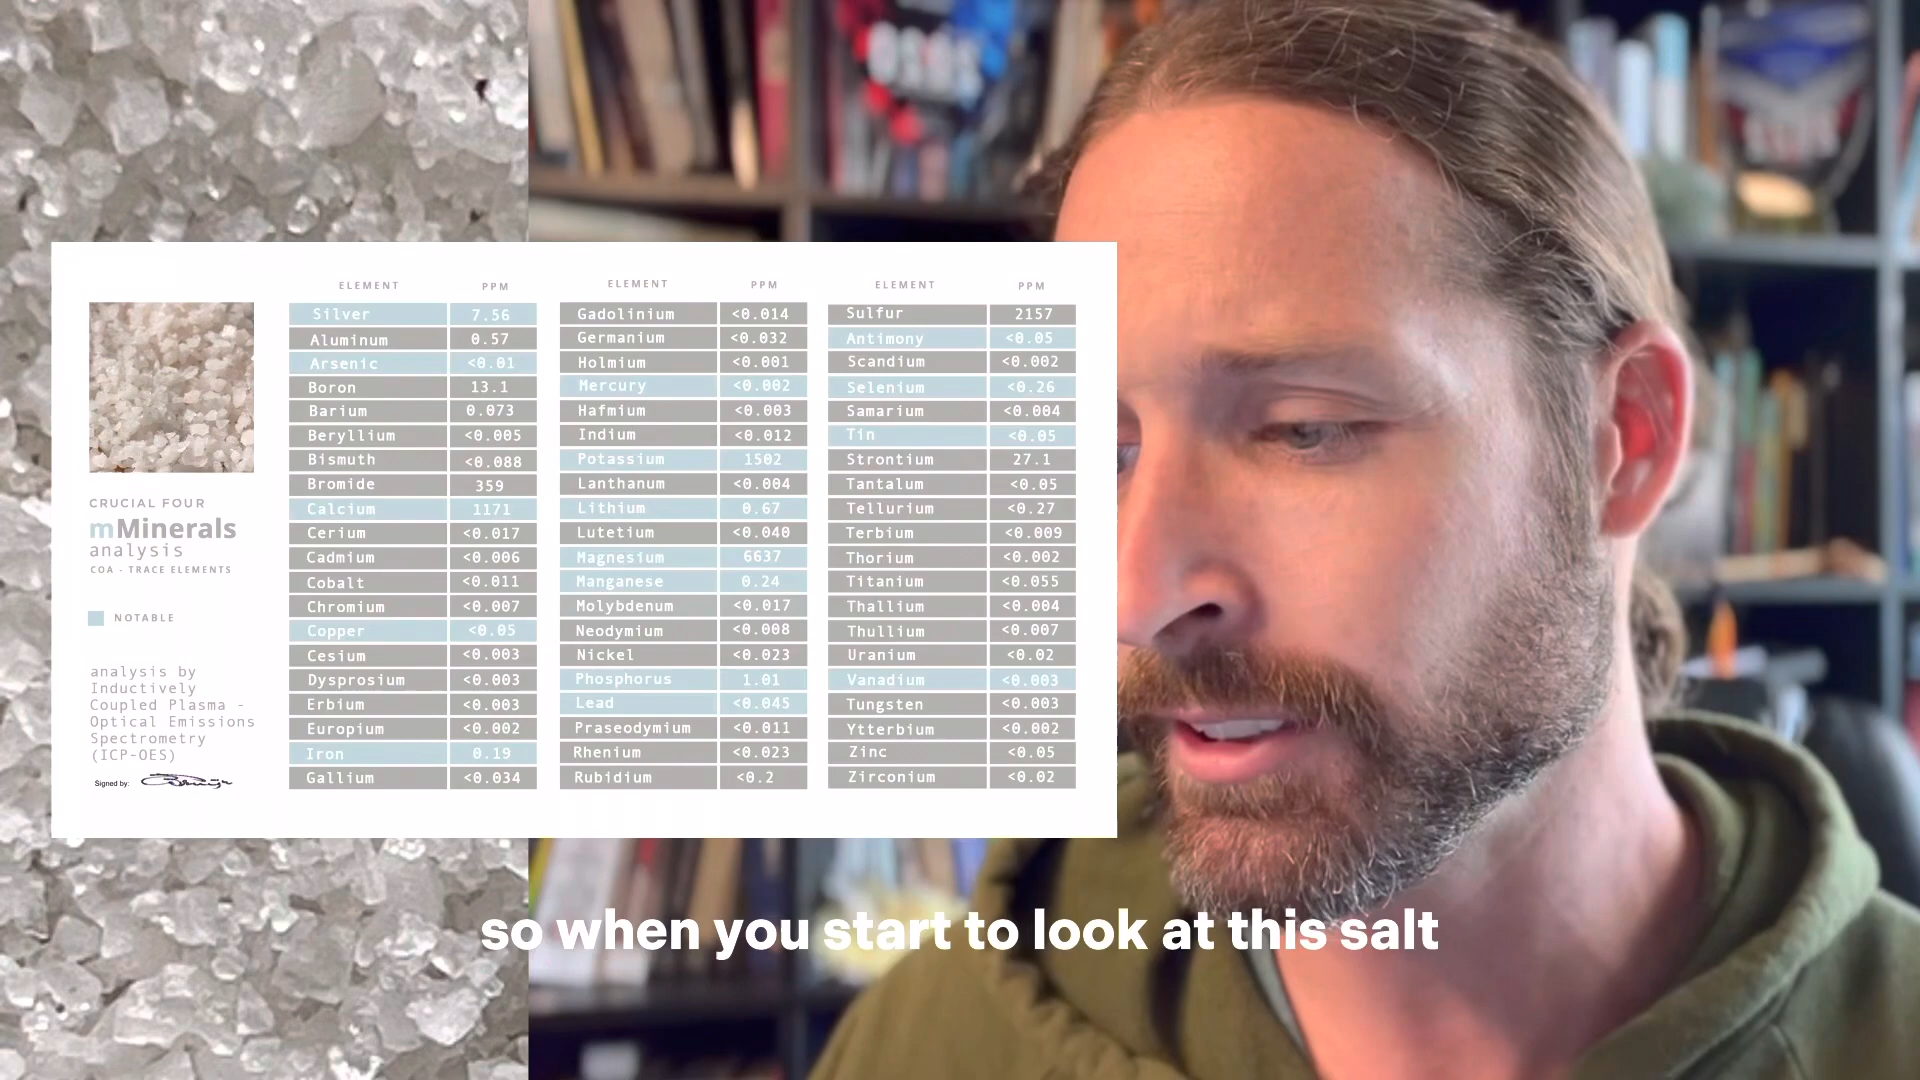 CRUCIAL FOUR
mMinerals
analysis
COA - TRACE ELEMENTS
NOTABLE
analysis by
Inductively
Coupled Plasma -
Optical Emissions
Spectrometry
(ICP-OES)
Signed by:
ELEMENT PPM
Silver 7.56
Aluminum 0.57
Arsenic <0.01
Boron 13.1
Barium 0.073
Beryllium <0.005
Bismuth <0.088
Bromide 359
Calcium 1171
Cerium <0.017
Cadmium <0.006
Cobalt <0.011
Chromium <0.007
Copper <0.05
Cesium <0.003
Dysprosium <0.003
Erbium <0.003
Europium <0.002
Iron 0.19
Gallium <0.034
ELEMENT PPM
Gadolinium <0.014
Germanium <0.032
Holmium <0.001
Mercury <0.002
Hafmium <0.003
Indium <0.012
Potassium 1502
Lanthanum <0.004
Lithium 0.67
Lutetium <0.040
Magnesium 6637
Manganese 0.24
Molybdenum <0.017
Neodymium <0.008
Nickel <0.023
Phosphorus 1.01
Lead <0.045
Praseodymium <0.011
Rhenium <0.023
Rubidium <0.2
ELEMENT PPM
Sulfur 2157
Antimony <0.05
Scandium <0.002
Selenium <0.26
Samarium <0.004
Tin <0.05
Strontium 27.1
Tantalum <0.05
Tellurium <0.27
Terbium <0.009
Thorium <0.002
Titanium <0.055
Thallium <0.004
Thullium <0.007
Uranium <0.02
Vanadium <0.003
Tungsten <0.003
Ytterbium <0.002
Zinc <0.05
Zirconium <0.02
so when you start to look at this salt